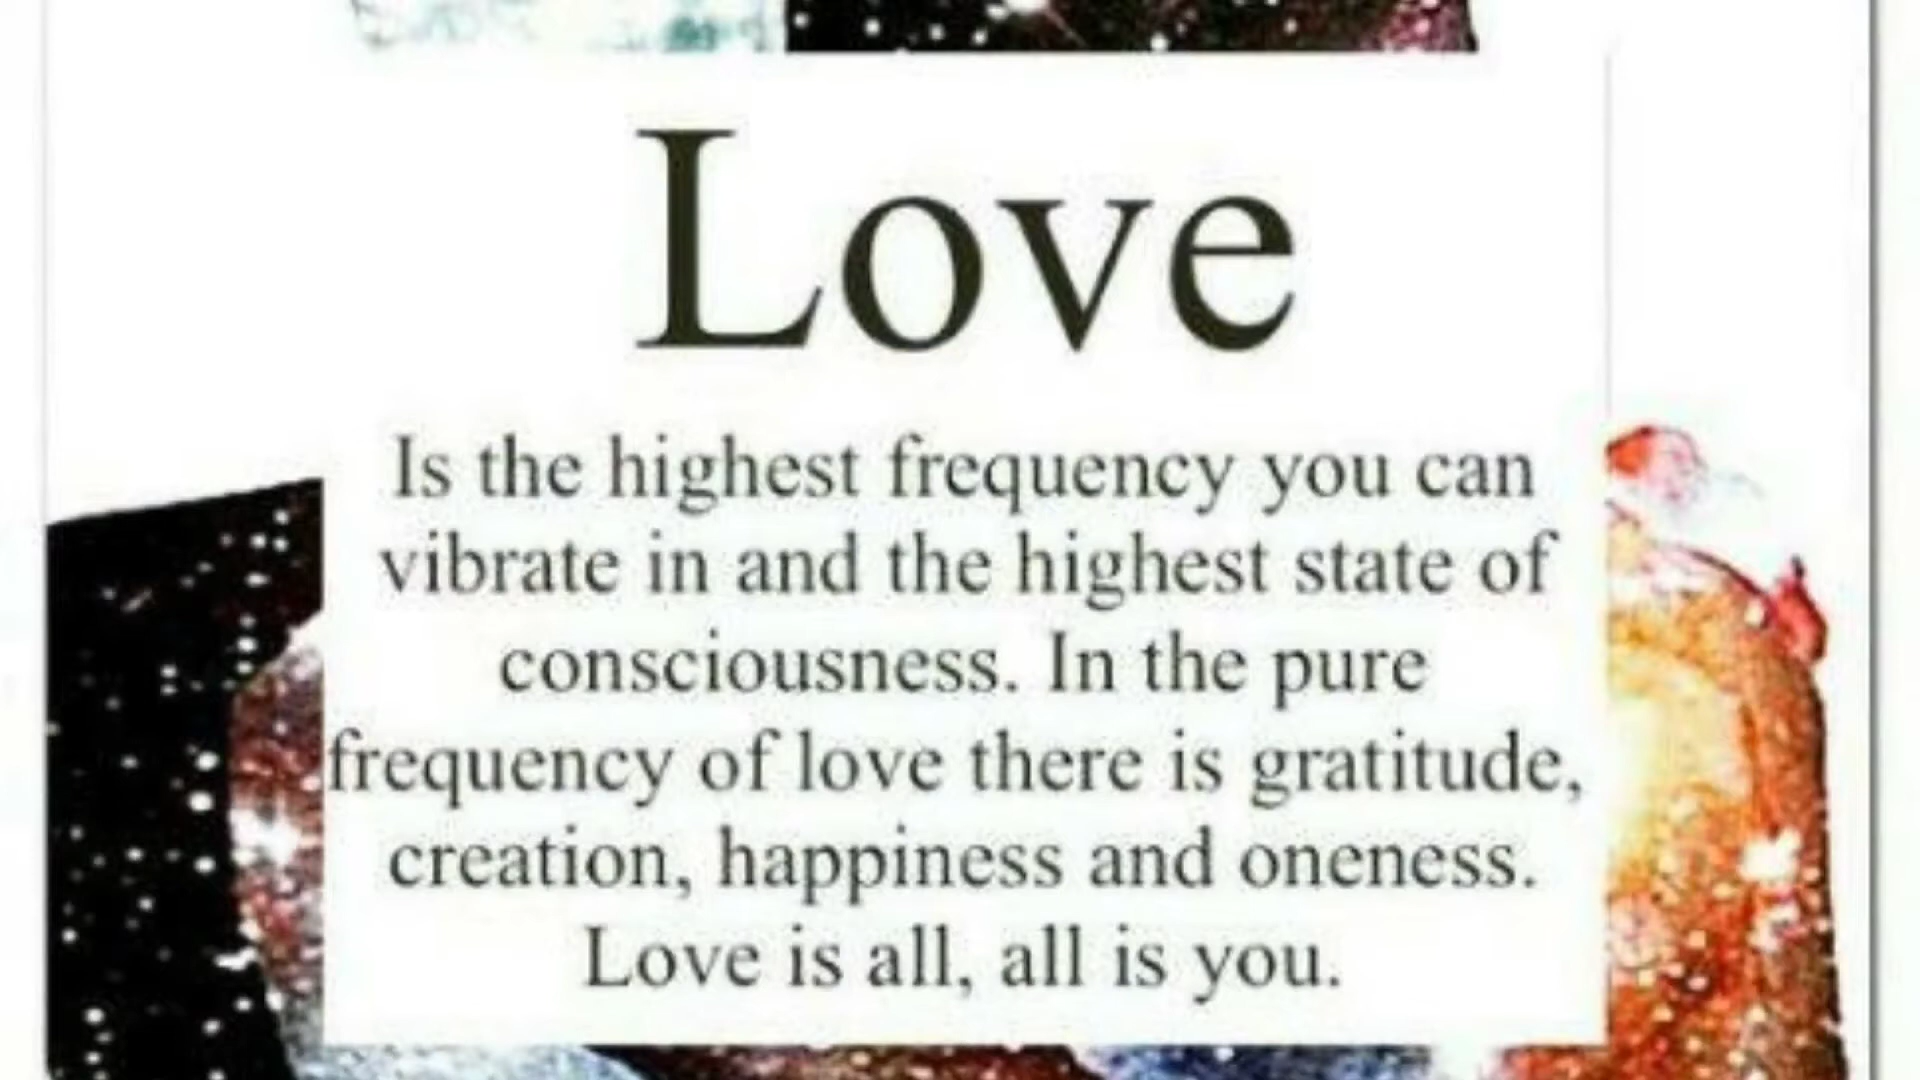 Love
Is the highest frequency you can
vibrate in and the highest state of
consciousness. In the pure
frequency of love there is gratitude,
creation, happiness and oneness.
Love is all, all is you.